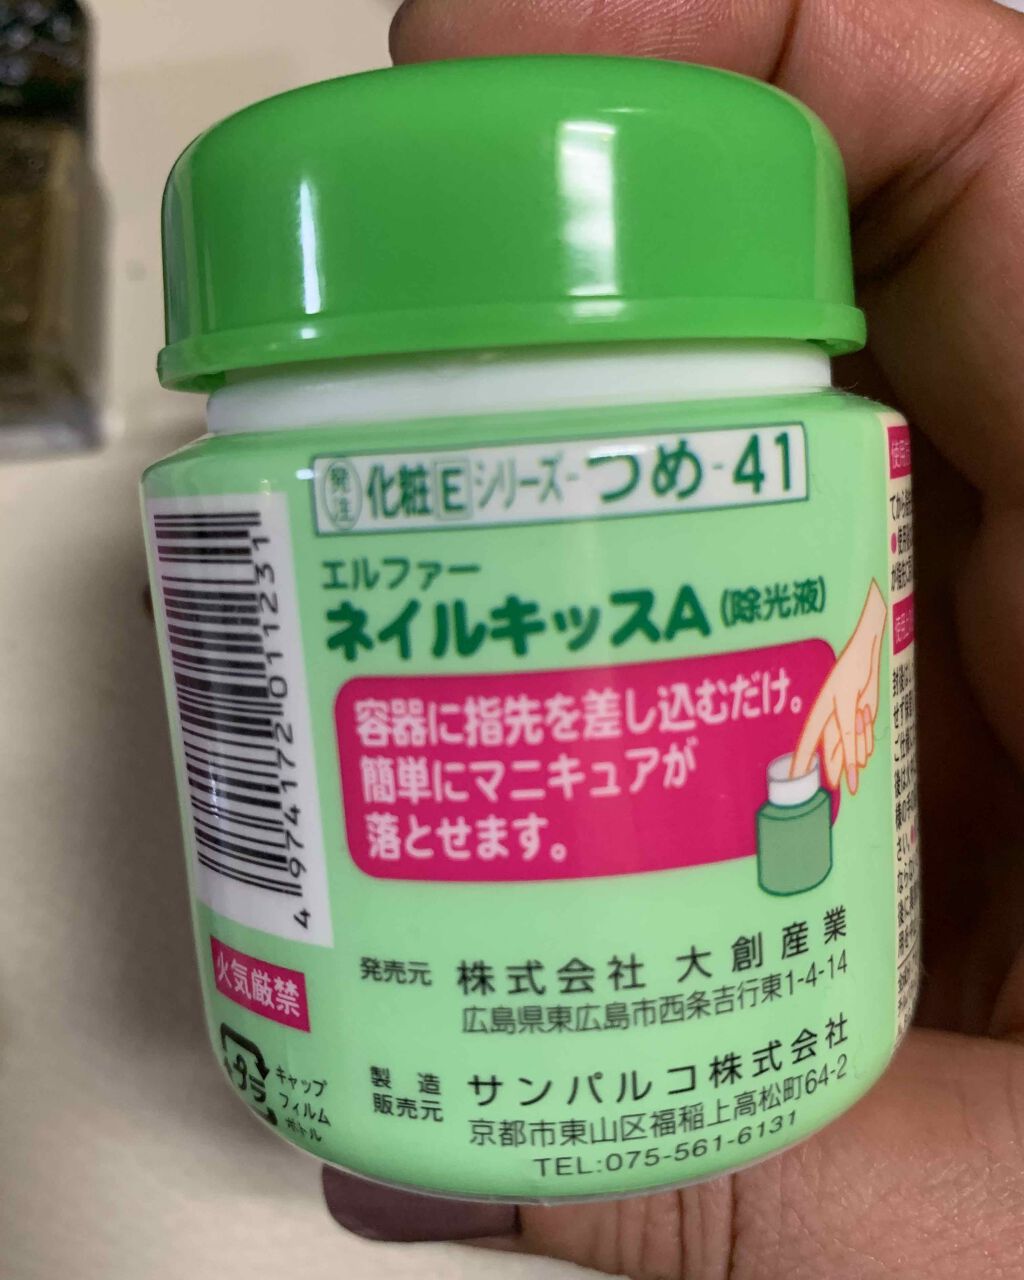 発注 化粧Eシリーズ-つめ-41
エルファー
ネイルキッスA(除光液)
容器に指先を差し込むだけ。
簡単にマニキュアが
落とせます。
4 974172 011231
火気厳禁
プラ
キャップ
フィルム
ボトル
発売元 株式会社 大創産業
広島県東広島市西条吉行東1-4-14
製造
販売元 サンパルコ株式会社
京都市東山区福稲上高松町64-2
TEL:075-561-6131